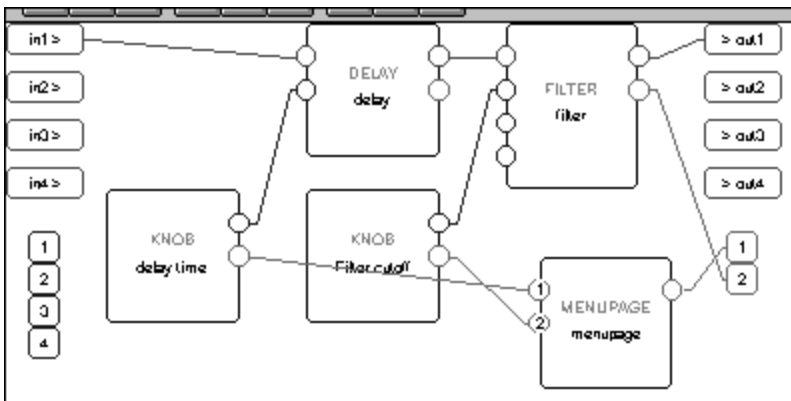 in1 >
in2 >
in3 >
in4 >
DELAY
delay
FILTER
filter
> out1
> out2
> out3
> out4
KNOB
delay time
KNOB
Filter cutoff
1
2
3
4
1
2
MENUPAGE
menupage
1
2